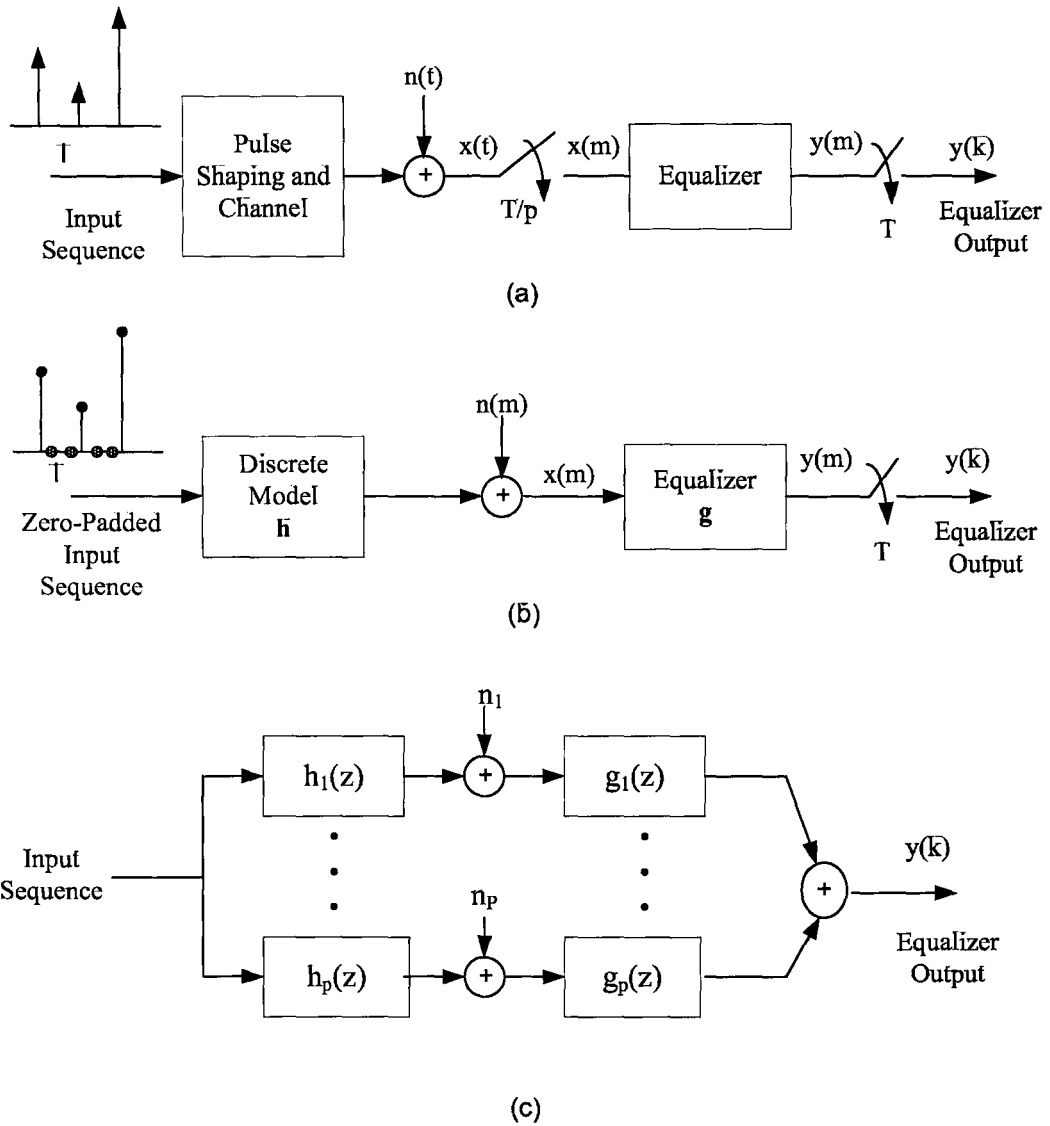 n(t)
Pulse
Shaping and
Channel
+
x(t)
x(m)
Equalizer
y(m)
y(k)
T
T/p
T
Input
Sequence
Equalizer
Output
(a)
n(m)
Discrete
Model
h
+
x(m)
Equalizer
g
y(m)
y(k)
T
T
Zero-Padded
Input
Sequence
Equalizer
Output
(b)
n1
h1(z)
+
g1(z)
Input
Sequence
+
y(k)
nP
hp(z)
+
gp(z)
Equalizer
Output
(c)